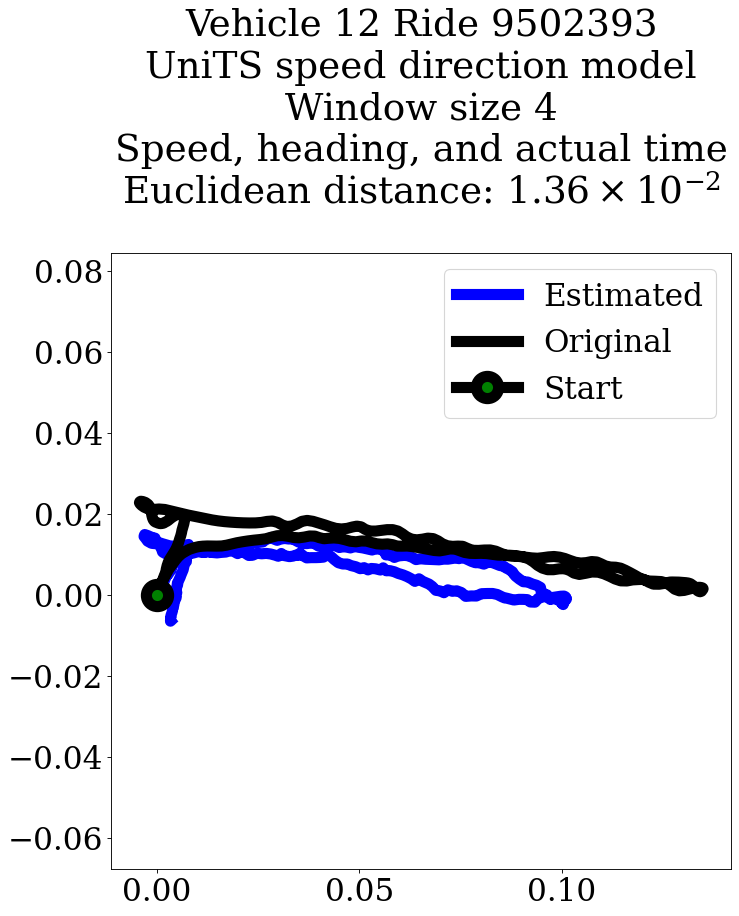 Vehicle 12 Ride 9502393
UniTS speed direction model
Window size 4
Speed, heading, and actual time
Euclidean distance: 1.36 × 10⁻²
Estimated
Original
Start
0.08
0.06
0.04
0.02
0.00
−0.02
−0.04
−0.06
0.00 0.05 0.10